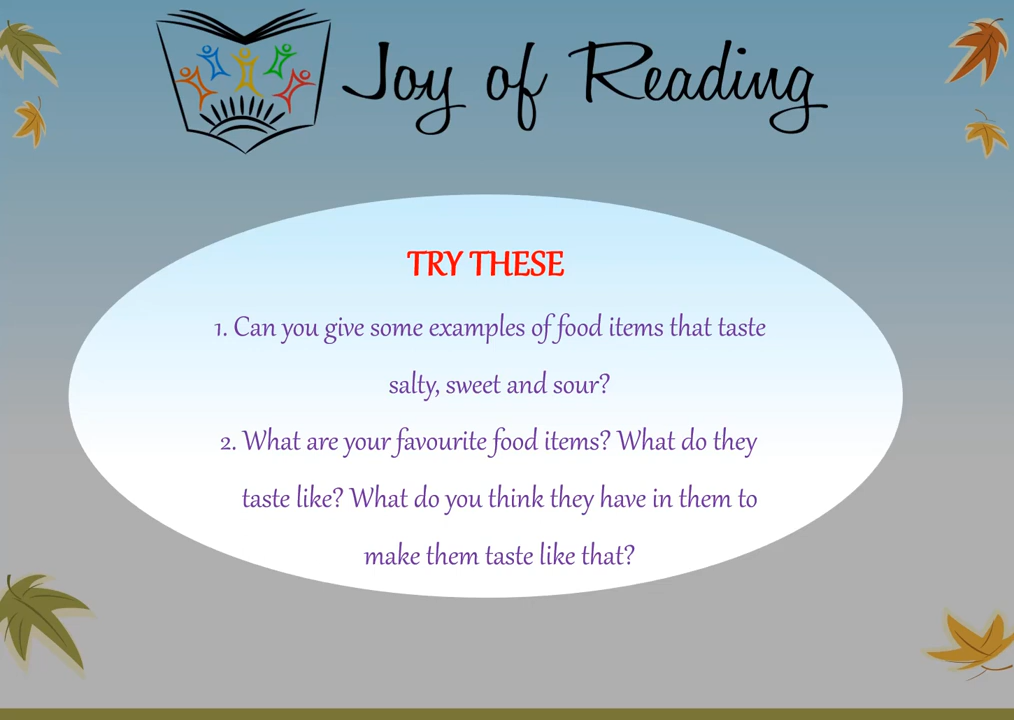 Joy of Reading
TRY THESE
1. Can you give some examples of food items that taste
salty, sweet and sour?
2. What are your favourite food items? What do they
taste like? What do you think they have in them to
make them taste like that?